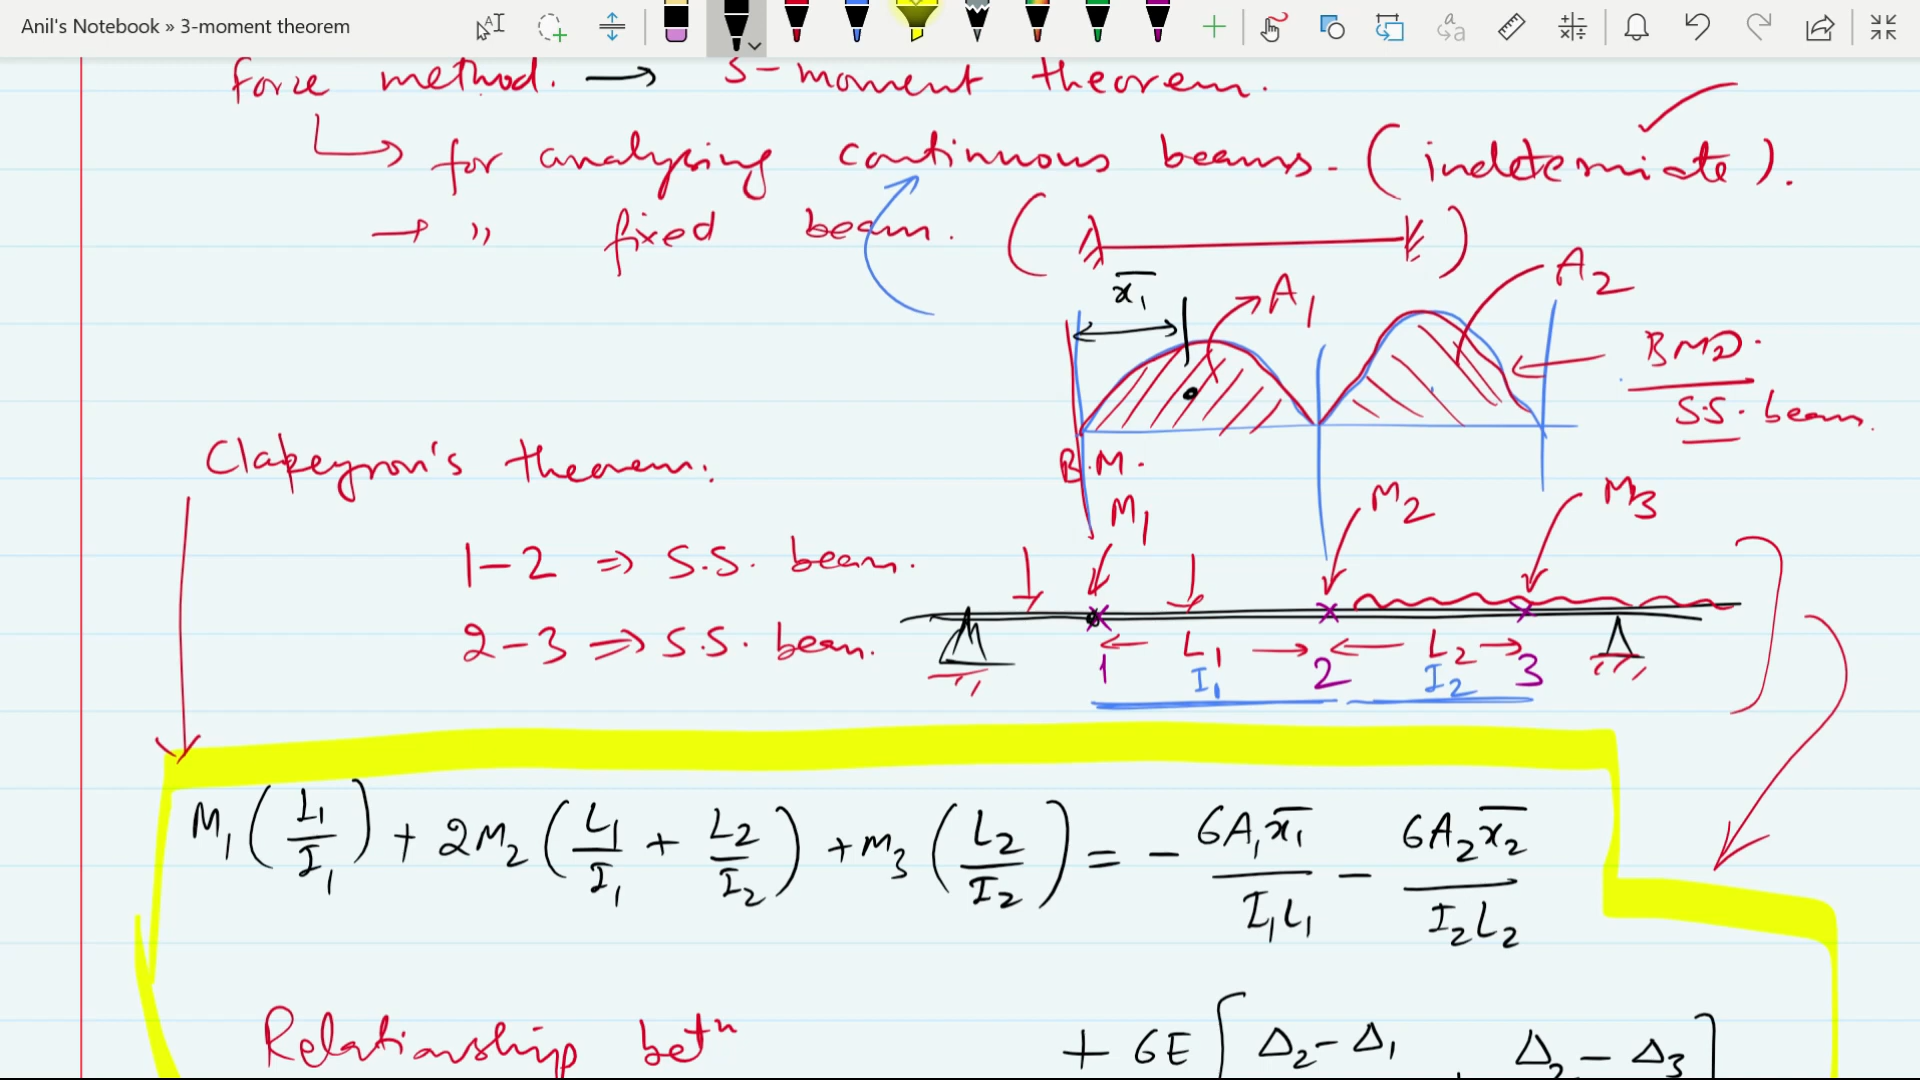 Anil's Notebook » 3-moment theorem
force method. → 3-moment theorem.
↳ for analysing continuous beams. (indetermiate).
→ " fixed beam. ( )
x̄₁ A₁ A₂
BMD.
S.S. beam.
Clapeyron's theorem.
B.M.
M₁ M₂ M₃
1-2 ⇒ S.S. beam.
2-3 ⇒ S.S. beam.
← L₁ → ← L₂ →
1 I₁ 2 I₂ 3
M₁(L₁/I₁) + 2M₂(L₁/I₁ + L₂/I₂) + M₃(L₂/I₂) = - 6A₁x̄₁/I₁L₁ - 6A₂x̄₂/I₂L₂
Relationship betⁿ
+ 6E [Δ₂-Δ₁ + Δ₂-Δ₃]